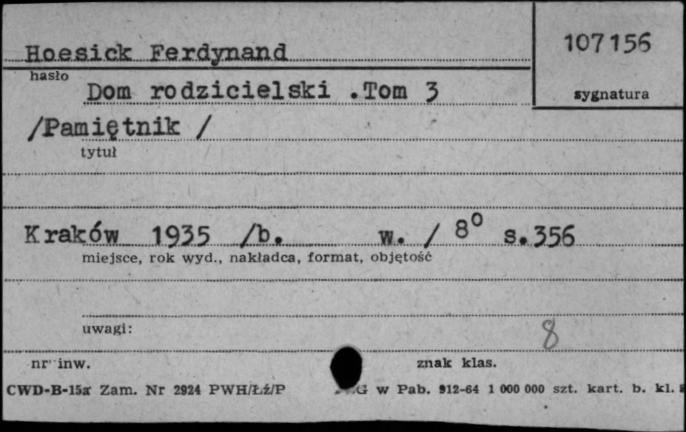 Hoesick Ferdynand
107156
hasło
sygnatura
Dom rodzicielski .Tom 3
/Pamiętnik /
tytuł
Kraków 1935 /b. w. / 8° s.356
miejsce, rok wyd., nakładca, format, objętość
uwagi:
8
nr inw.
znak klas.
CWD-B-15a Zam. Nr 2924 PWH/Łź/P G w Pab. 912-64 1 000 000 szt. kart. b. kl.